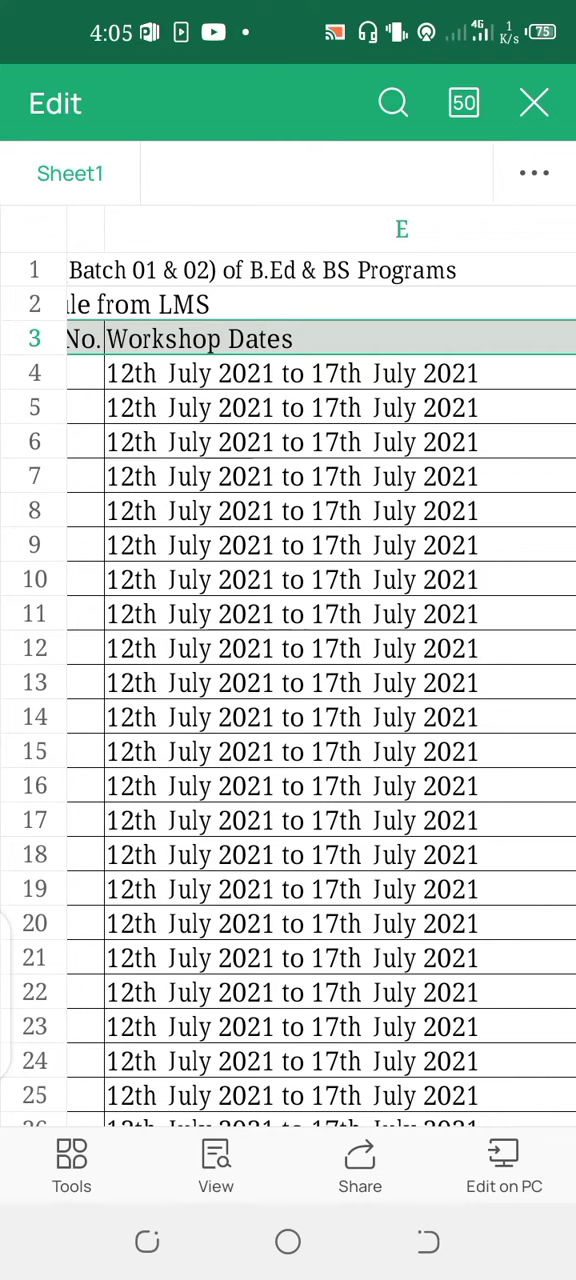 4:05 4G 1 K/s 75
Edit 50
Sheet1
E
1 (Batch 01 & 02) of B.Ed & BS Programs
2 from LMS
3 No. Workshop Dates
4 12th July 2021 to 17th July 2021
5 12th July 2021 to 17th July 2021
6 12th July 2021 to 17th July 2021
7 12th July 2021 to 17th July 2021
8 12th July 2021 to 17th July 2021
9 12th July 2021 to 17th July 2021
10 12th July 2021 to 17th July 2021
11 12th July 2021 to 17th July 2021
12 12th July 2021 to 17th July 2021
13 12th July 2021 to 17th July 2021
14 12th July 2021 to 17th July 2021
15 12th July 2021 to 17th July 2021
16 12th July 2021 to 17th July 2021
17 12th July 2021 to 17th July 2021
18 12th July 2021 to 17th July 2021
19 12th July 2021 to 17th July 2021
20 12th July 2021 to 17th July 2021
21 12th July 2021 to 17th July 2021
22 12th July 2021 to 17th July 2021
23 12th July 2021 to 17th July 2021
24 12th July 2021 to 17th July 2021
25 12th July 2021 to 17th July 2021
Tools View Share Edit on PC